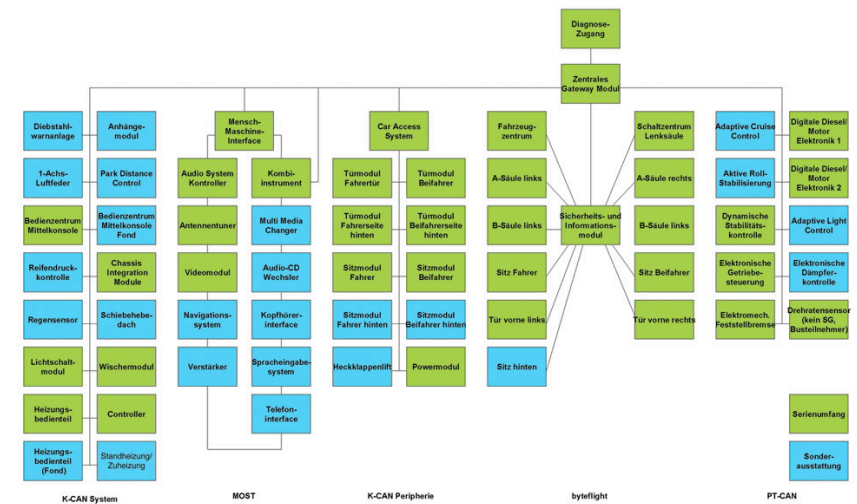 Diagnose-
Zugang
Zentrales
Gateway Modul
Diebstahl-
warnanlage
Anhänge-
modul
1-Achs-
Luftfeder
Park Distance
Control
Bedienzentrum
Mittelkonsole
Bedienzentrum
Mittelkonsole
Fond
Reifendruck-
kontrolle
Chassis
Integration
Module
Regensensor
Schiebehebe-
dach
Lichtschalt-
modul
Wischermodul
Heizungs-
bedienteil
Controller
Heizungs-
bedienteil
(Fond)
Standheizung/
Zuheizung
K-CAN System
Mensch-
Maschine-
Interface
Audio System
Kontroller
Kombi-
instrument
Antennentuner
Multi Media
Changer
Videomodul
Audio-CD
Wechsler
Navigations-
system
Kopfhörer-
interface
Verstärker
Spracheingabe-
system
Telefon-
interface
MOST
Car Access
System
Türmodul
Fahrertür
Türmodul
Beifahrer
Türmodul
Fahrerseite
hinten
Türmodul
Beifahrerseite
hinten
Sitzmodul
Fahrer
Sitzmodul
Beifahrer
Sitzmodul
Fahrer hinten
Sitzmodul
Beifahrer hinten
Heckklappenlift
Powermodul
K-CAN Peripherie
Fahrzeug-
zentrum
Schaltzentrum
Lenksäule
A-Säule links
A-Säule rechts
B-Säule links
Sicherheits- und
Informations-
modul
B-Säule links
Sitz Fahrer
Sitz Beifahrer
Tür vorne links
Tür vorne rechts
Sitz hinten
byteflight
Adaptive Cruise
Control
Digitale Diesel/
Motor
Elektronik 1
Aktive Roll-
Stabilisierung
Digitale Diesel/
Motor
Elektronik 2
Dynamische
Stabilitäts-
kontrolle
Adaptive Light
Control
Elektronische
Getriebe-
steuerung
Elektronische
Dämpfer-
kontrolle
Elektromech.
Feststellbremse
Drehratensensor
(kein SG,
Busteilnehmer)
Serienumfang
Sonder-
ausstattung
PT-CAN